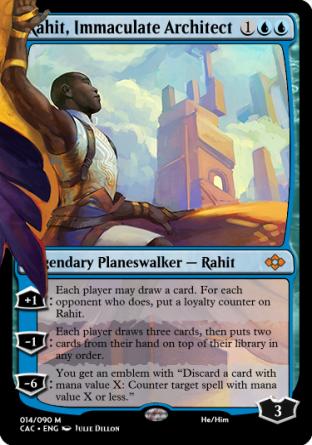 Rahit, Immaculate Architect 1
Legendary Planeswalker — Rahit
+1 : Each player may draw a card. For each
opponent who does, put a loyalty counter on
Rahit.
-1 : Each player draws three cards, then puts two
cards from their hand on top of their library in
any order.
-6 : You get an emblem with “Discard a card with
mana value X: Counter target spell with mana
value X or less.”
3
014/090 M He/Him
CAC • ENG Julie Dillon